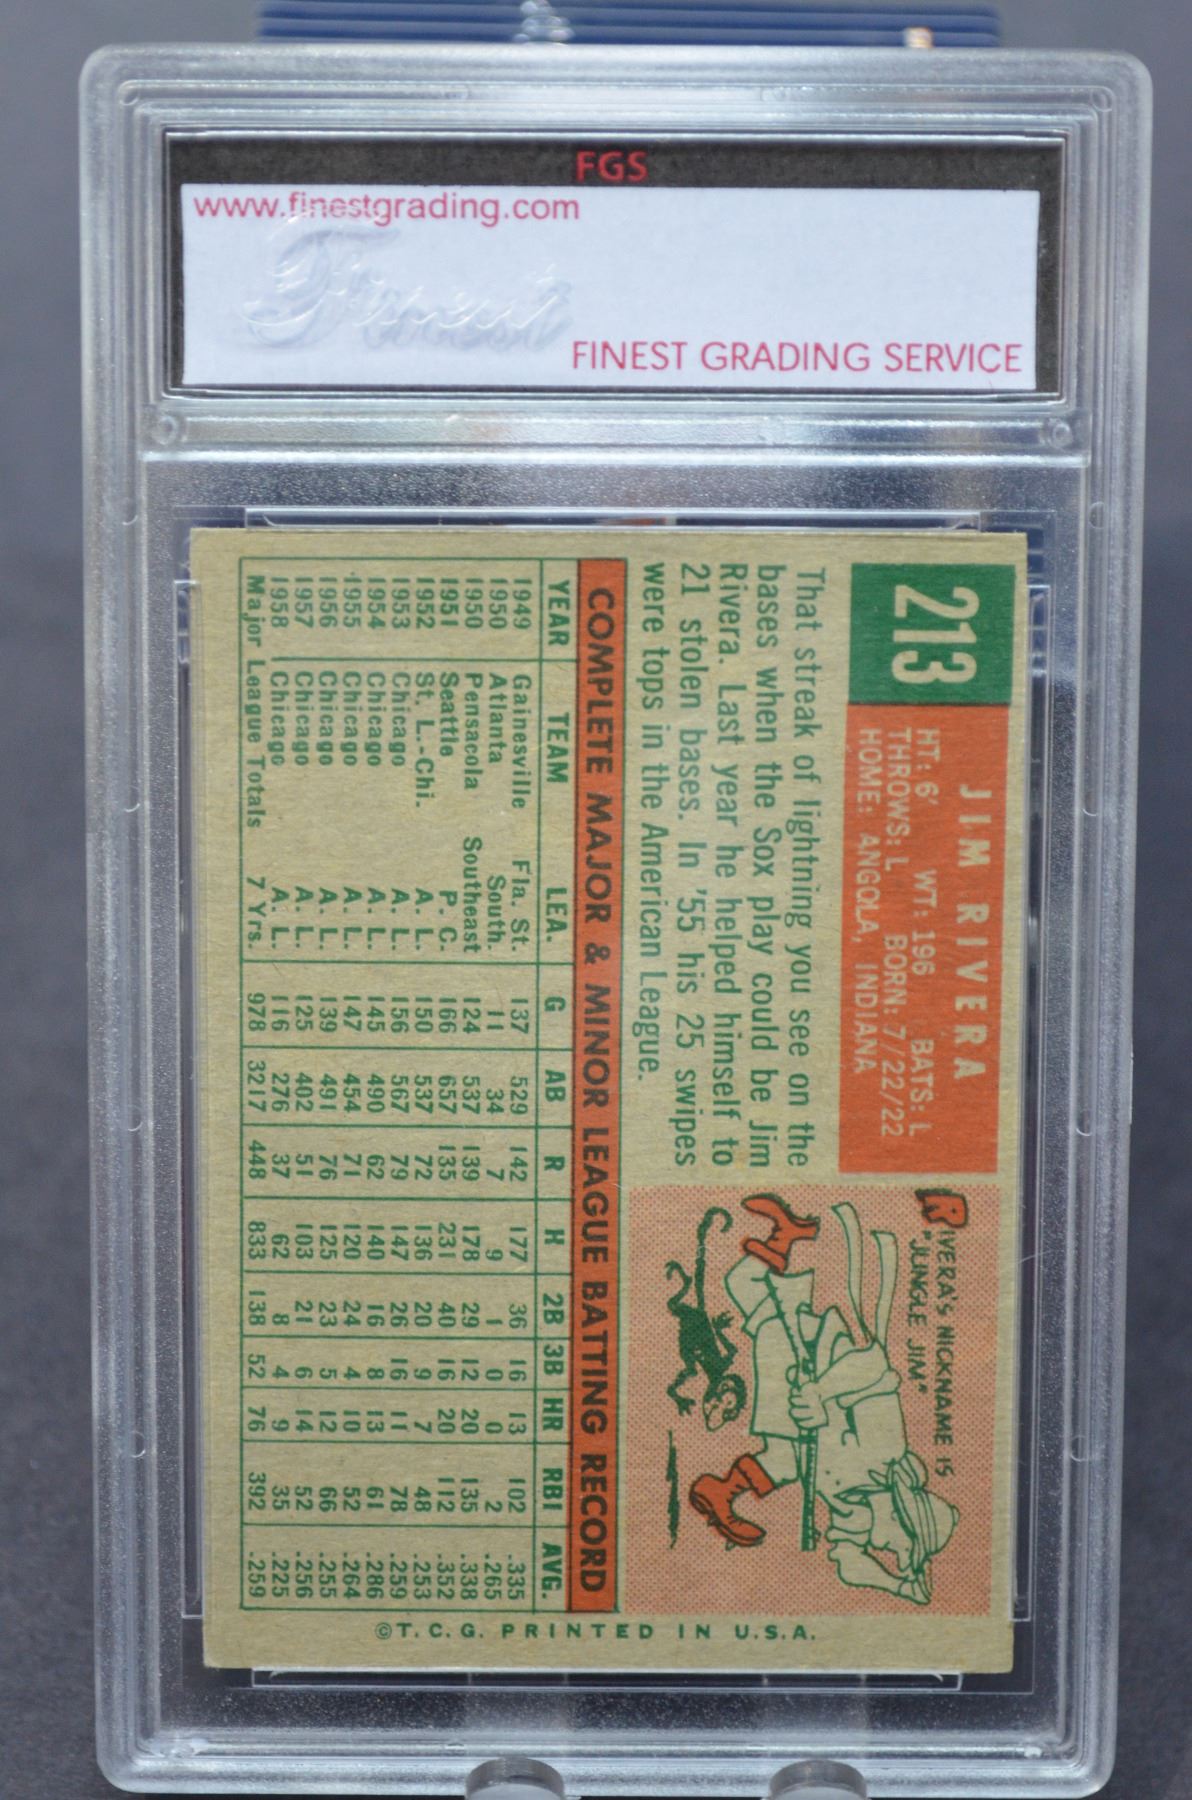 FGS
www.finestgrading.com
Finest
FINEST GRADING SERVICE
213
JIM RIVERA
HT: 6' WT: 196 BATS: L
THROWS: L BORN: 7/22/22
HOME: ANGOLA, INDIANA
That streak of lightning you see on the
bases when the Sox play could be Jim
Rivera. Last year he helped himself to
21 stolen bases. In '55 his 25 swipes
were tops in the American League.
RIVERA'S NICKNAME IS
"JUNGLE JIM"
COMPLETE MAJOR & MINOR LEAGUE BATTING RECORD
YEAR TEAM LEA. G AB R H 2B 3B HR RBI AVG.
1949 Gainesville Fla. St. 137 529 142 177 36 16 13 102 .335
1950 Atlanta South. 11 34 7 9 1 0 0 2 .265
1950 Pensacola Southeast 124 537 139 178 29 12 20 135 .338
1951 Seattle P. C. 166 657 135 231 40 16 20 112 .352
1952 St. L.-Chi. A. L. 150 537 72 136 20 9 7 48 .253
1953 Chicago A. L. 156 567 79 147 26 16 11 78 .259
1954 Chicago A. L. 145 490 62 140 16 8 13 61 .286
1955 Chicago A. L. 147 454 71 120 24 4 10 52 .264
1956 Chicago A. L. 139 491 76 125 23 5 12 66 .255
1957 Chicago A. L. 125 402 51 103 21 6 14 52 .256
1958 Chicago A. L. 116 276 37 62 8 4 9 35 .225
Major League Totals 7 Yrs. 978 3217 448 833 138 52 76 392 .259
©T.C.G. PRINTED IN U.S.A.